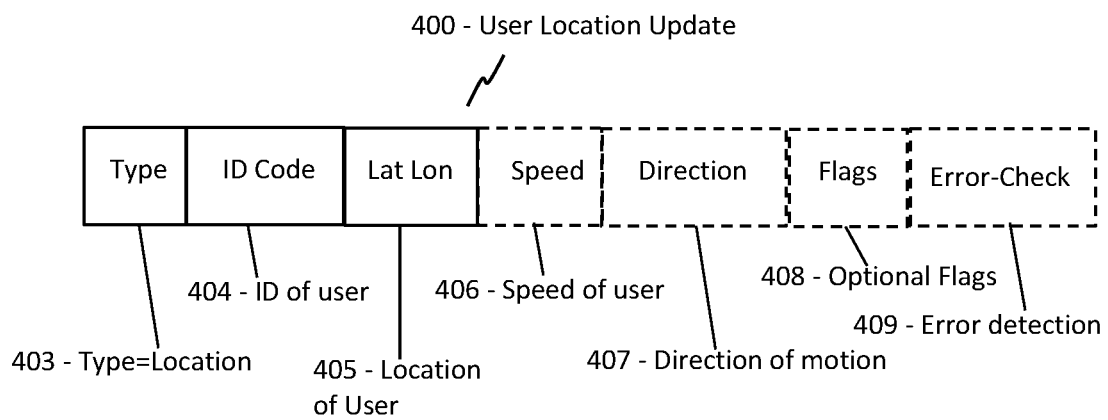 400 - User Location Update
Type
ID Code
Lat Lon
Speed
Direction
Flags
Error-Check
403 - Type=Location
404 - ID of user
405 - Location
of User
406 - Speed of user
407 - Direction of motion
408 - Optional Flags
409 - Error detection